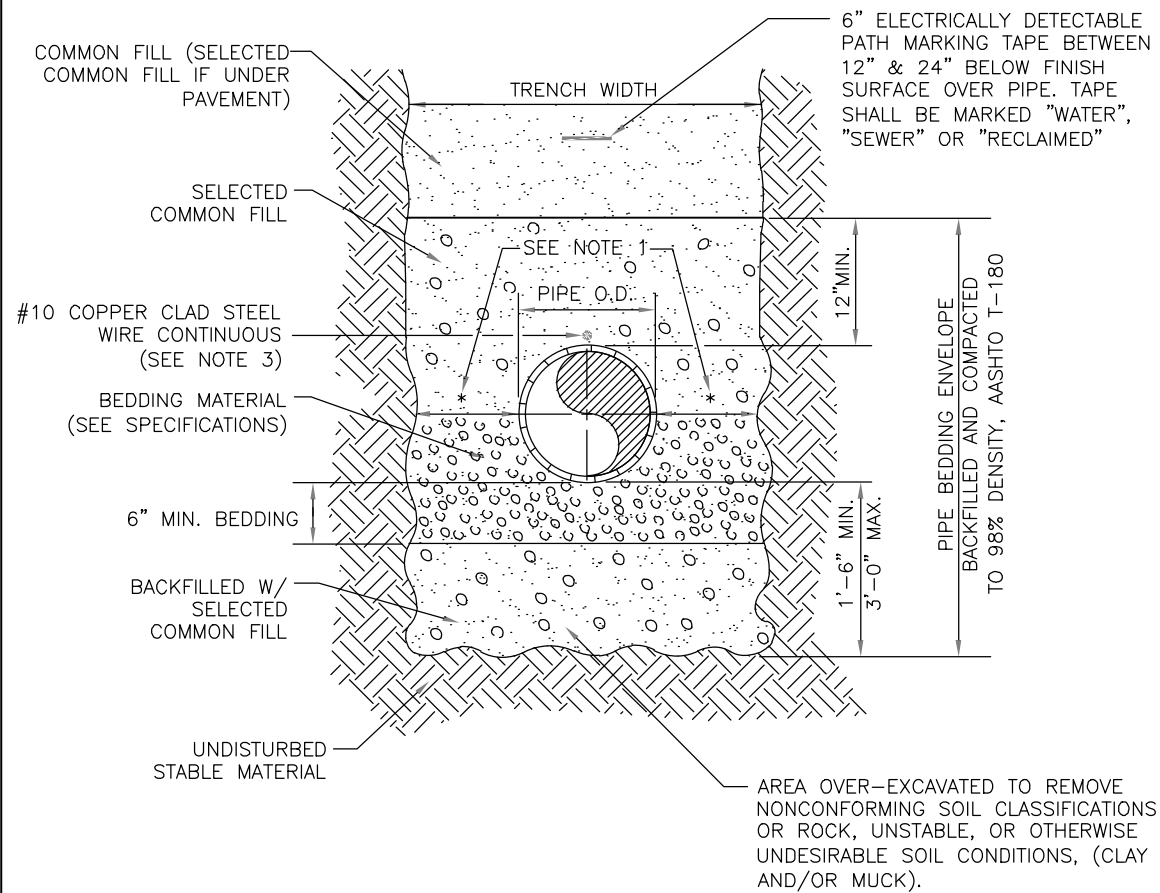 6" ELECTRICALLY DETECTABLE
PATH MARKING TAPE BETWEEN
12" & 24" BELOW FINISH
SURFACE OVER PIPE. TAPE
SHALL BE MARKED "WATER",
"SEWER" OR "RECLAIMED"
COMMON FILL (SELECTED
COMMON FILL IF UNDER
PAVEMENT)
TRENCH WIDTH
SELECTED
COMMON FILL
SEE NOTE 1
PIPE O.D.
12"MIN.
#10 COPPER CLAD STEEL
WIRE CONTINUOUS
(SEE NOTE 3)
*
*
BEDDING MATERIAL
(SEE SPECIFICATIONS)
6" MIN. BEDDING
1'-6" MIN.
3'-0" MAX.
PIPE BEDDING ENVELOPE
BACKFILLED AND COMPACTED
TO 98% DENSITY, AASHTO T-180
BACKFILLED W/
SELECTED
COMMON FILL
UNDISTURBED
STABLE MATERIAL
AREA OVER-EXCAVATED TO REMOVE
NONCONFORMING SOIL CLASSIFICATIONS
OR ROCK, UNSTABLE, OR OTHERWISE
UNDESIRABLE SOIL CONDITIONS, (CLAY
AND/OR MUCK).